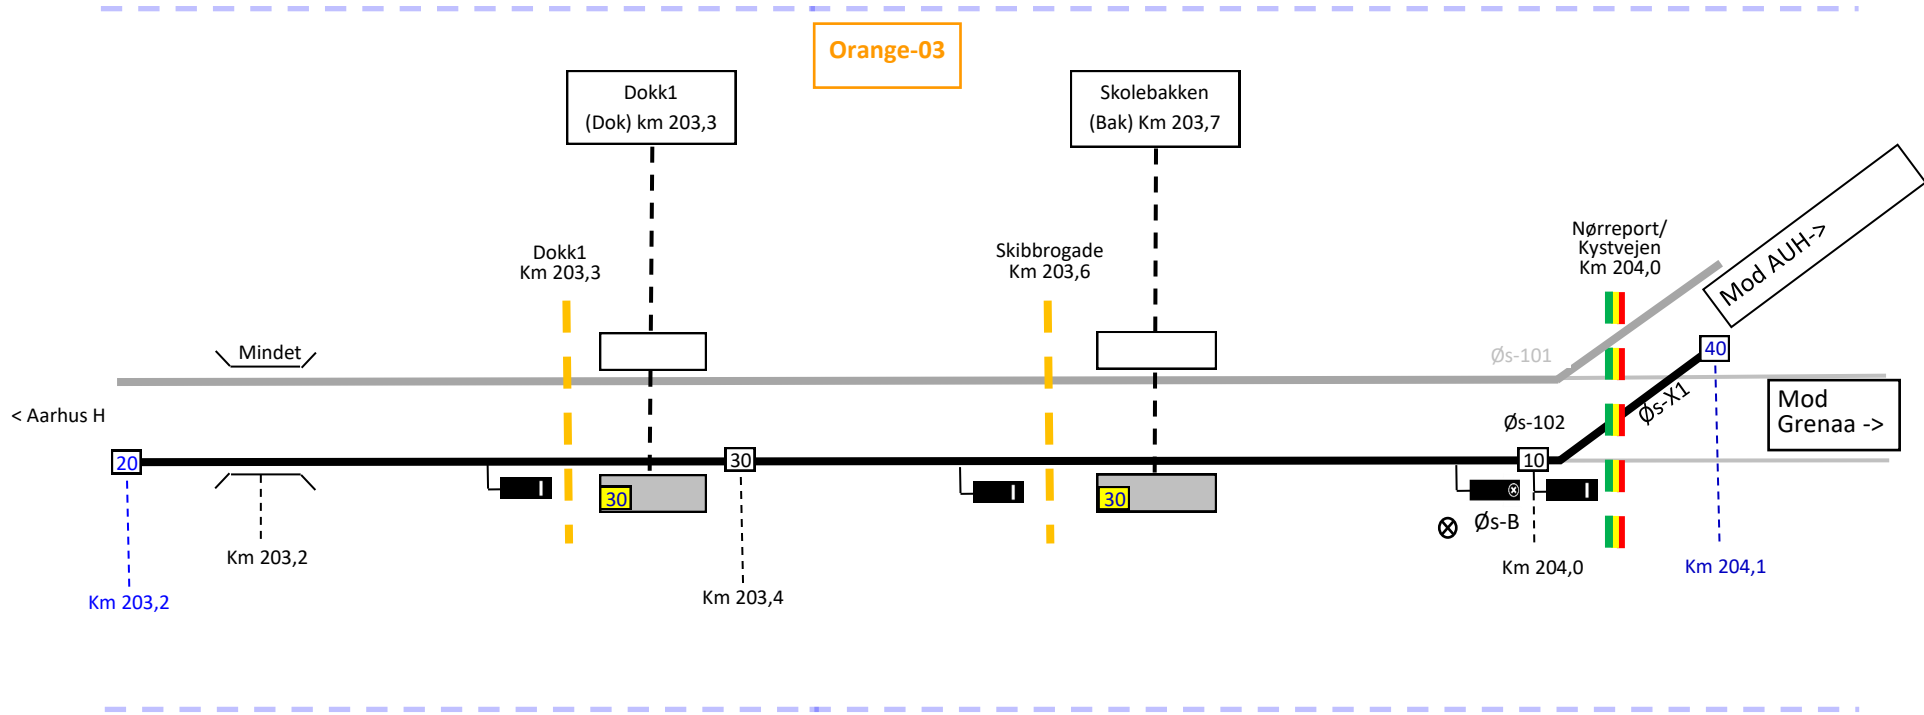 Orange-03
Dokk1
(Dok) km 203,3
Skolebakken
(Bak) Km 203,7
Dokk1
Km 203,3
Skibbrogade
Km 203,6
Nørreport/
Kystvejen
Km 204,0
Mod AUH->
Mindet
Øs-101
40
< Aarhus H
Øs-X1
Mod
Grenaa ->
Øs-102
20
30
10
30
30
Øs-B
Km 203,2
Km 204,0
Km 204,1
Km 203,2
Km 203,4